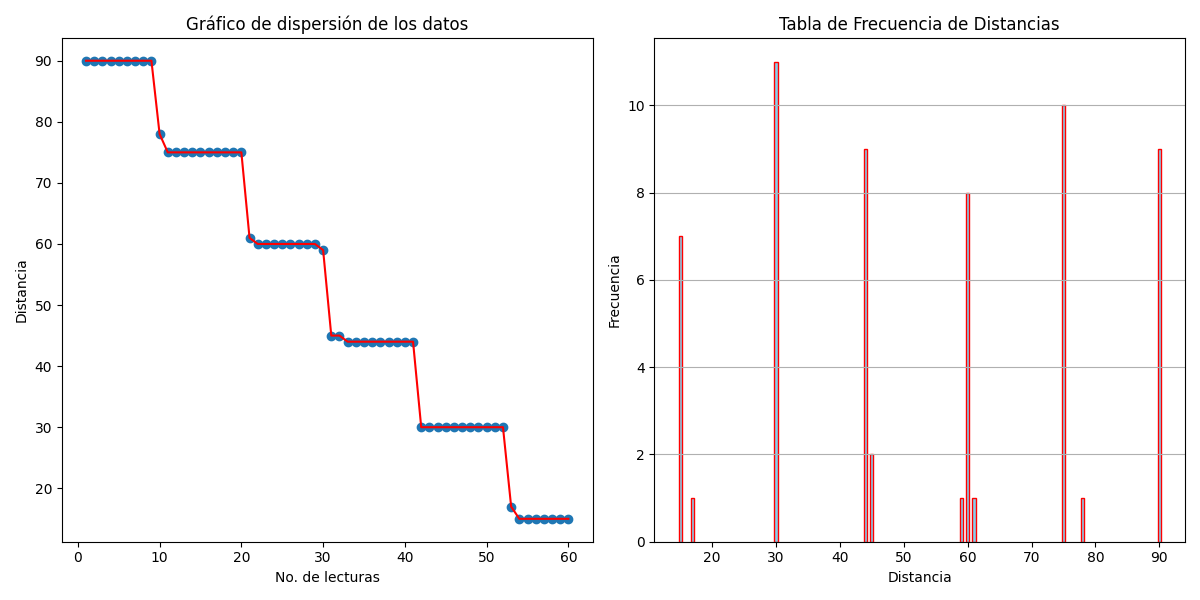 Gráfico de dispersión de los datos
90
80
70
60
50
40
30
20
0 10 20 30 40 50 60
No. de lecturas
Distancia
Tabla de Frecuencia de Distancias
10
8
6
4
2
0
20 30 40 50 60 70 80 90
Distancia
Frecuencia